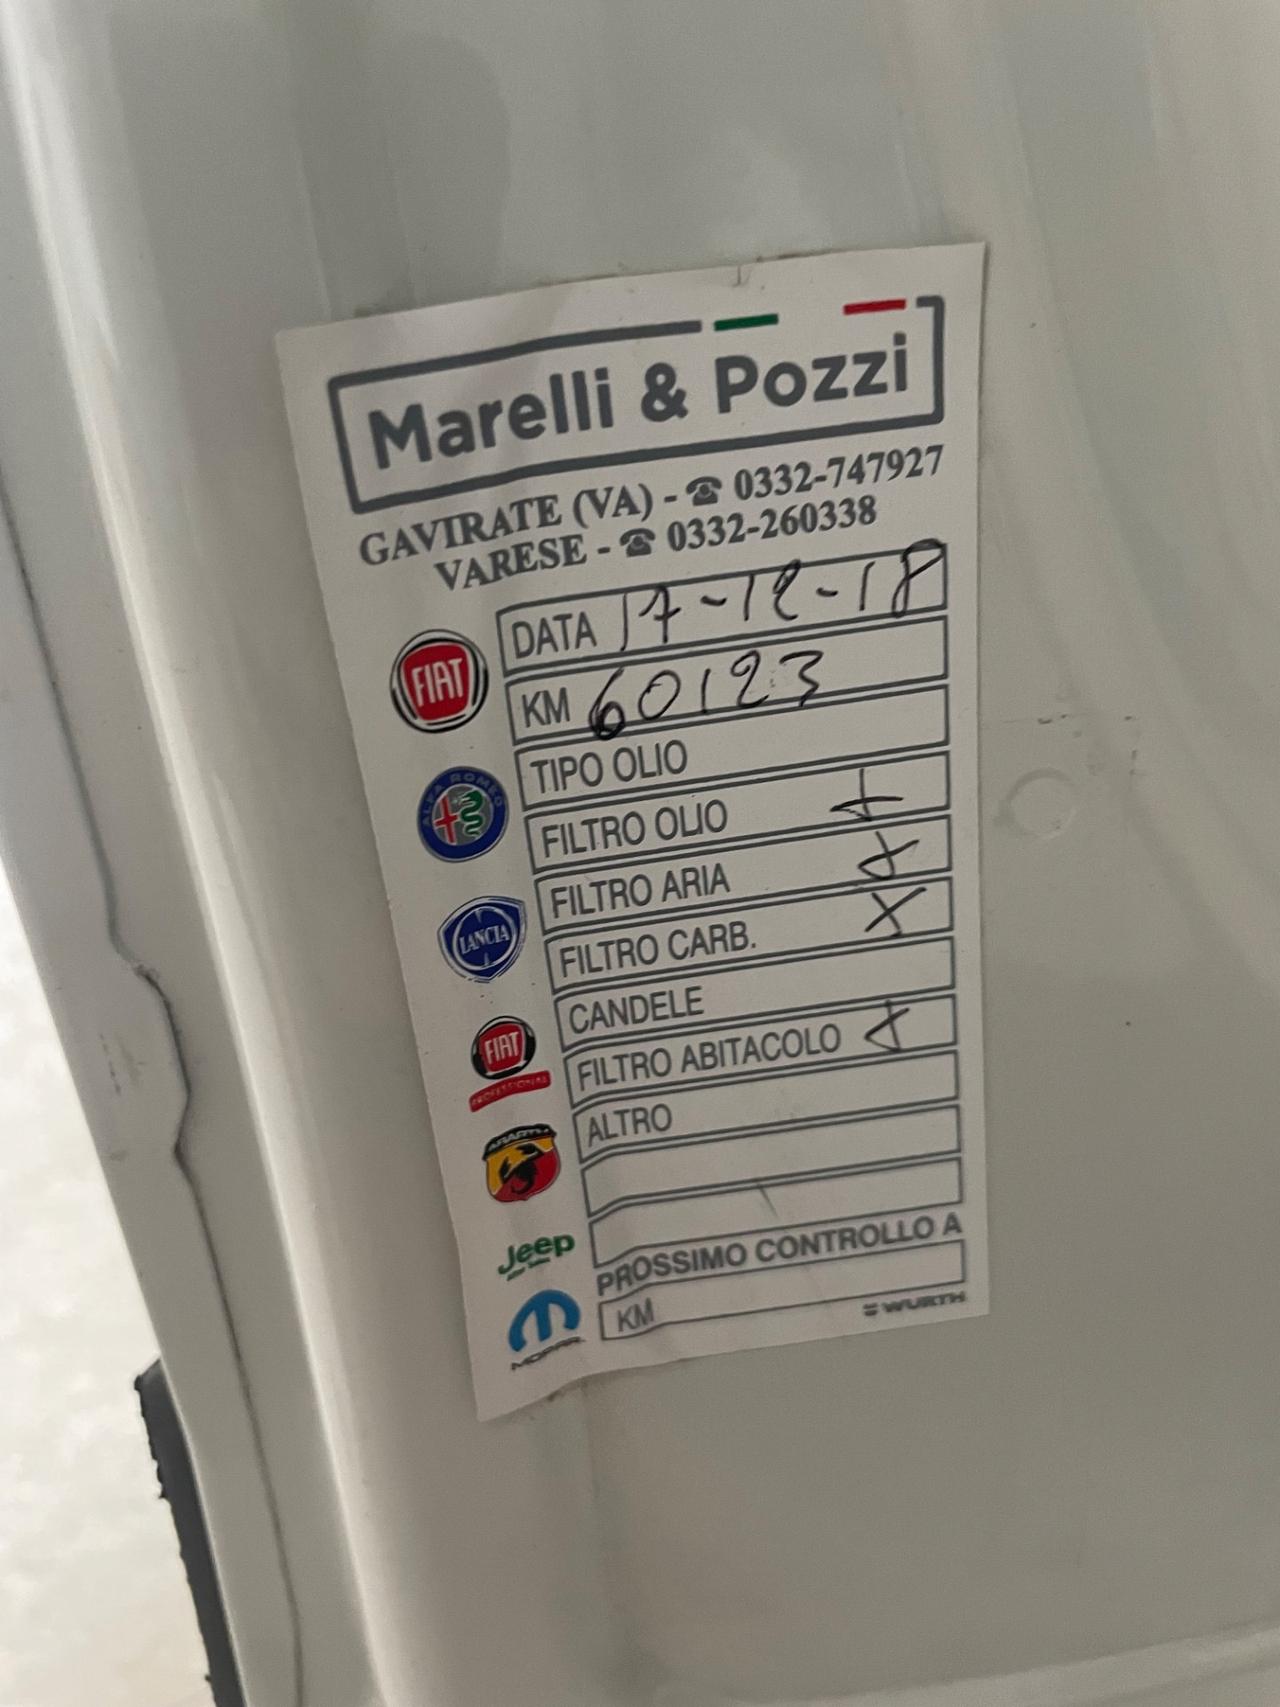 Marelli & Pozzi
GAVIRATE (VA) - ☎ 0332-747927
VARESE - ☎ 0332-260338
DATA 17-12-18
KM 60123
TIPO OLIO
FILTRO OLIO X
FILTRO ARIA X
FILTRO CARB. X
CANDELE
FILTRO ABITACOLO X
ALTRO
PROSSIMO CONTROLLO A
KM
WURTH
FIAT
ALFA ROMEO
LANCIA
FIAT
PROFESSIONAL
ABARTH
Jeep
MOPAR